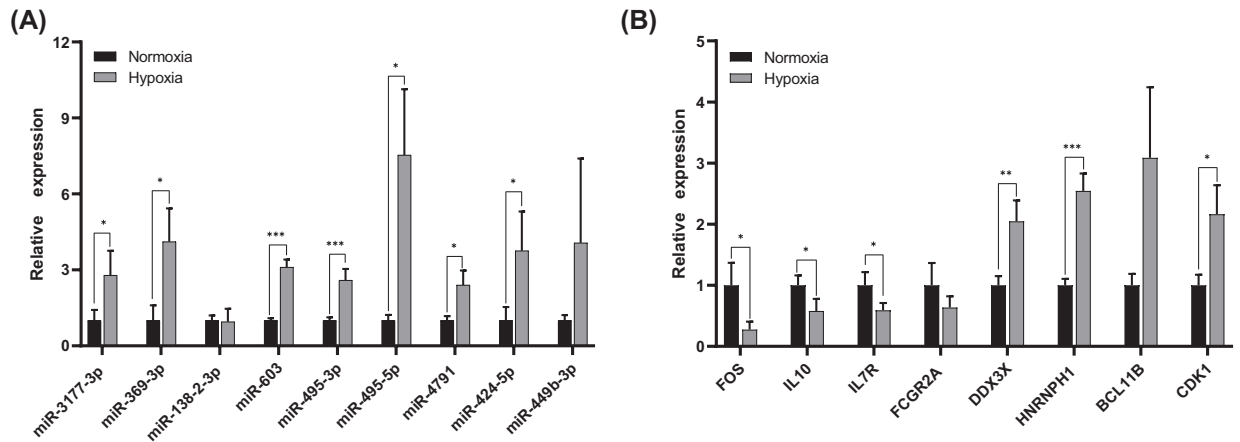 (A)
Normoxia
Hypoxia
Relative expression
12
9
6
3
0
*
*
***
***
*
*
*
miR-3177-3p
miR-369-3p
miR-138-2-3p
miR-603
miR-495-3p
miR-495-5p
miR-4791
miR-424-5p
miR-449b-3p
(B)
Normoxia
Hypoxia
Relative expression
5
4
3
2
1
0
*
*
*
**
***
*
FOS
IL10
IL7R
FCGR2A
DDX3X
HNRNPH1
BCL11B
CDK1